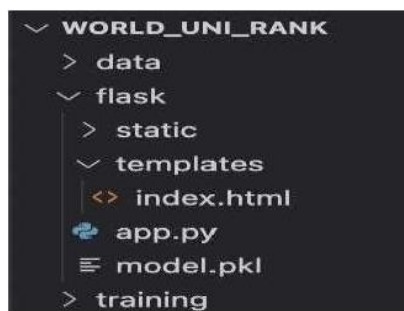 WORLD_UNI_RANK
data
flask
static
templates
index.html
app.py
model.pkl
training